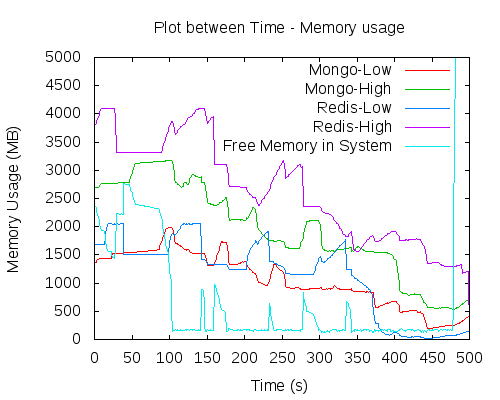 Plot between Time - Memory usage
Memory Usage (MB)
5000
4500
4000
3500
3000
2500
2000
1500
1000
500
0
Mongo-Low
Mongo-High
Redis-Low
Redis-High
Free Memory in System
0 50 100 150 200 250 300 350 400 450 500
Time (s)